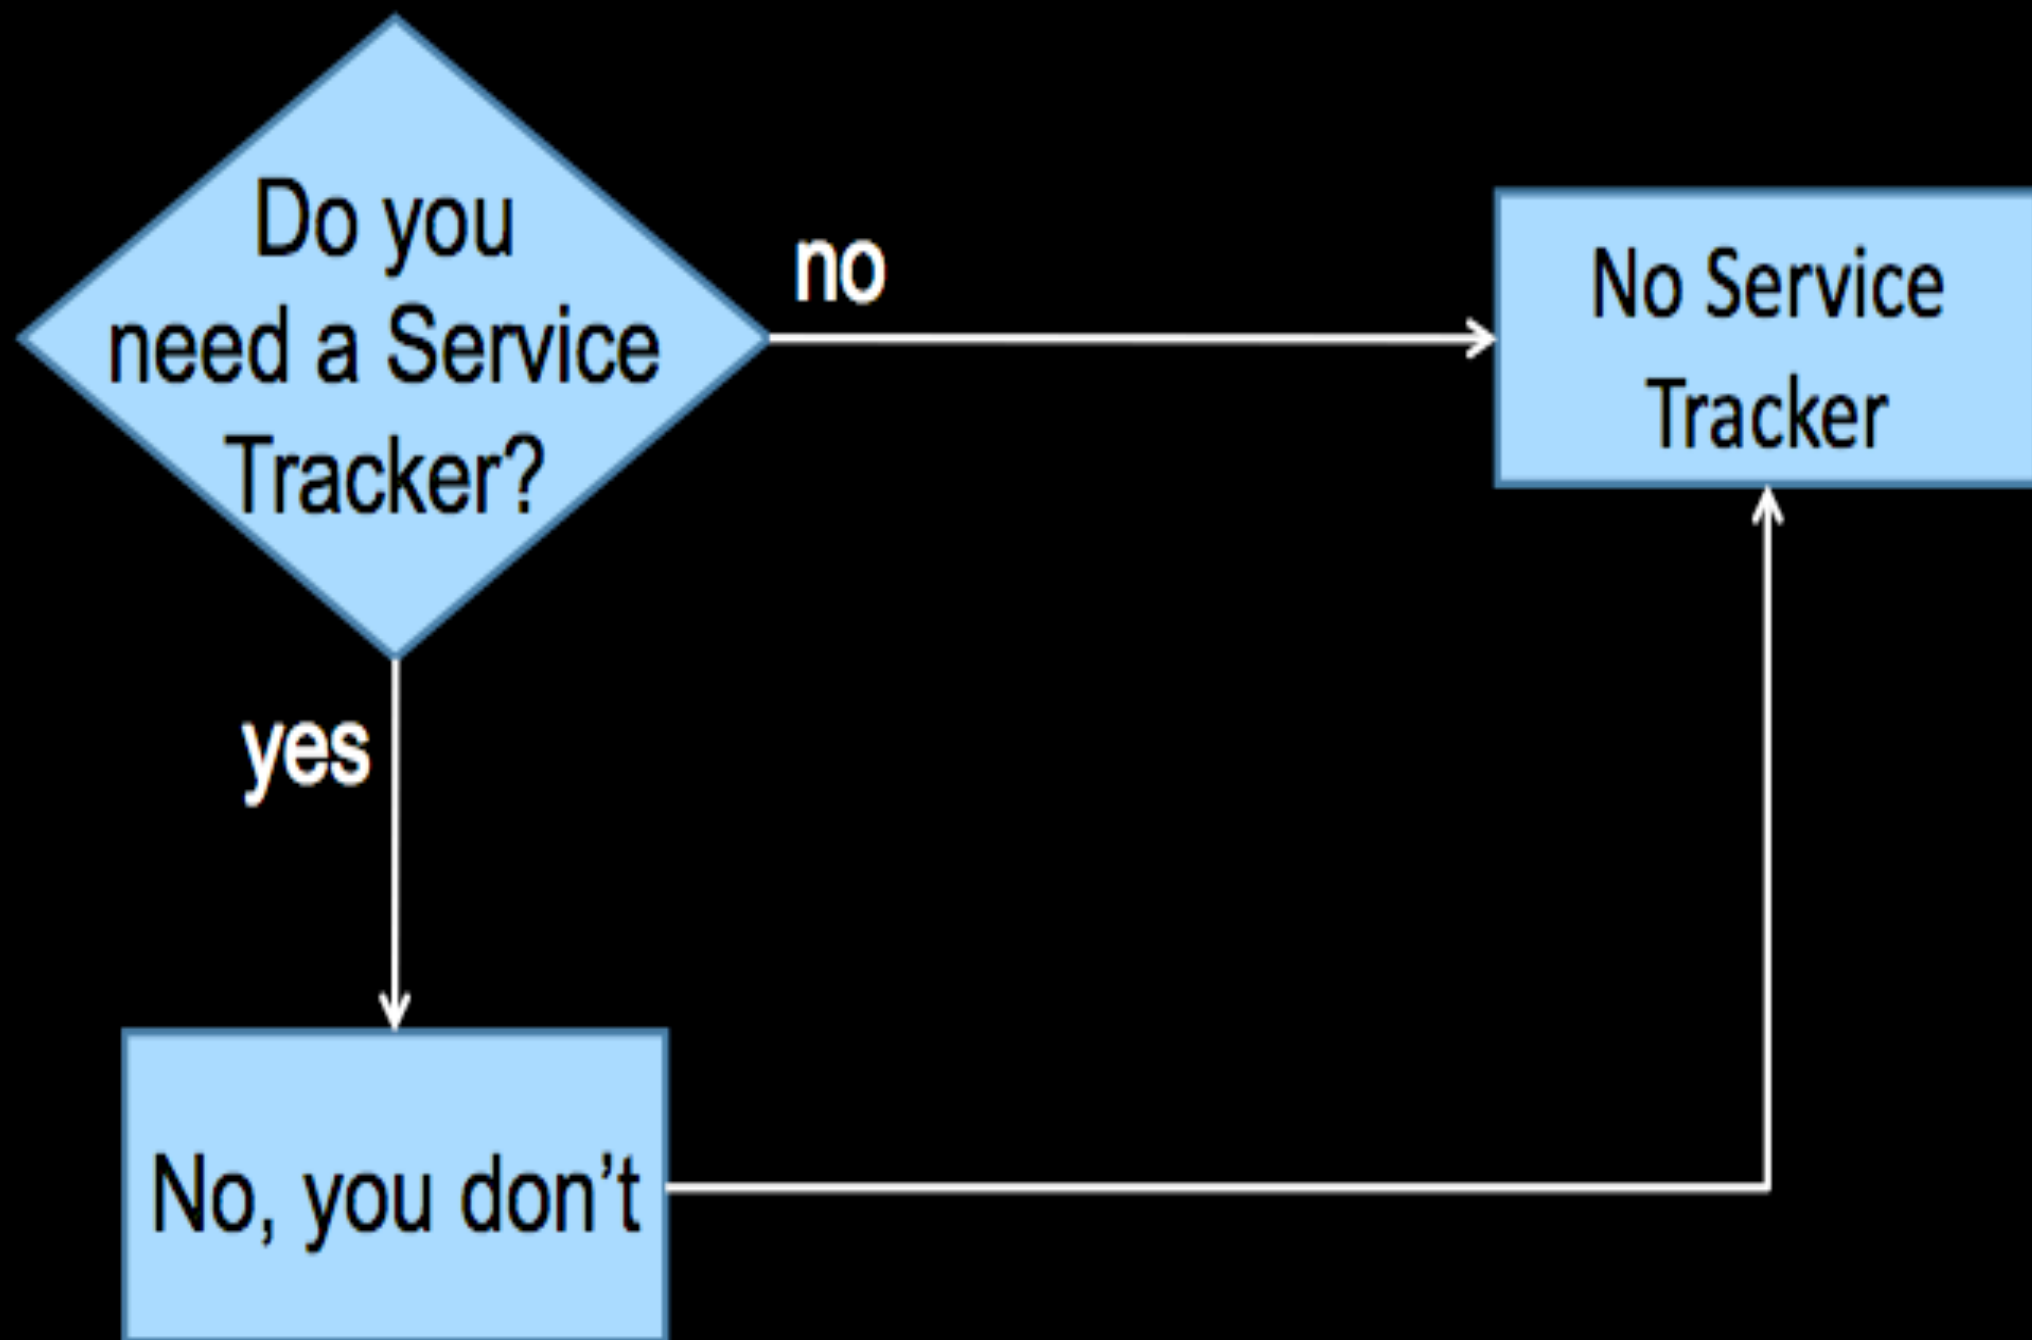 Do you
need a Service
Tracker?
no
No Service
Tracker
yes
No, you don’t